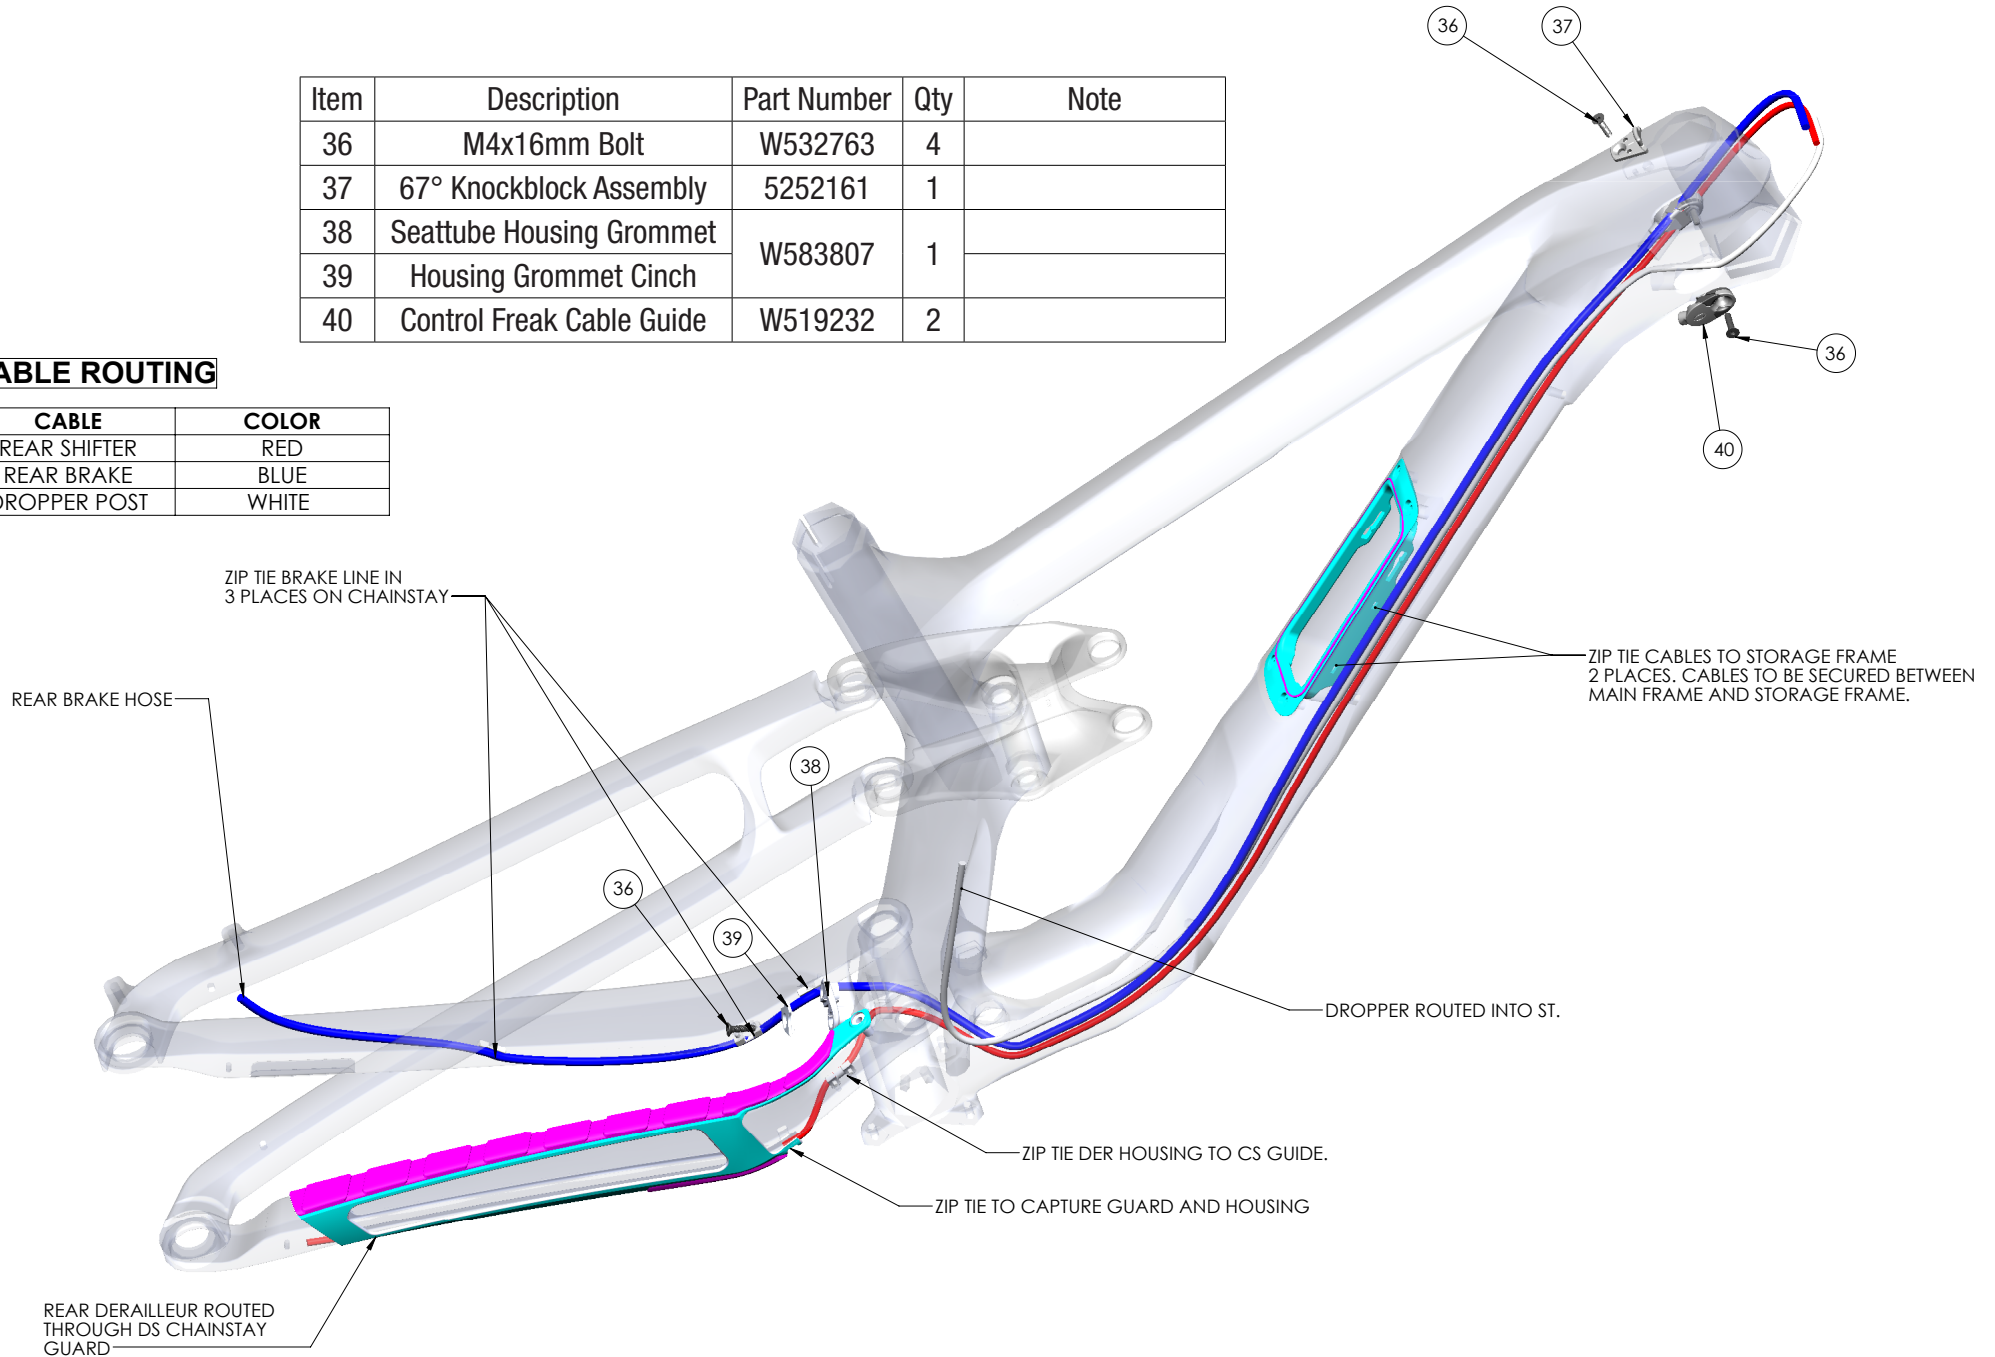 36
37
Item Description Part Number Qty Note
36 M4x16mm Bolt W532763 4
37 67° Knockblock Assembly 5252161 1
38 Seattube Housing Grommet W583807 1
39 Housing Grommet Cinch
40 Control Freak Cable Guide W519232 2
36
40
ABLE ROUTING
CABLE COLOR
REAR SHIFTER RED
REAR BRAKE BLUE
DROPPER POST WHITE
ZIP TIE BRAKE LINE IN
3 PLACES ON CHAINSTAY
ZIP TIE CABLES TO STORAGE FRAME
2 PLACES. CABLES TO BE SECURED BETWEEN
MAIN FRAME AND STORAGE FRAME.
REAR BRAKE HOSE
38
36
39
DROPPER ROUTED INTO ST.
ZIP TIE DER HOUSING TO CS GUIDE.
ZIP TIE TO CAPTURE GUARD AND HOUSING
REAR DERAILLEUR ROUTED
THROUGH DS CHAINSTAY
GUARD